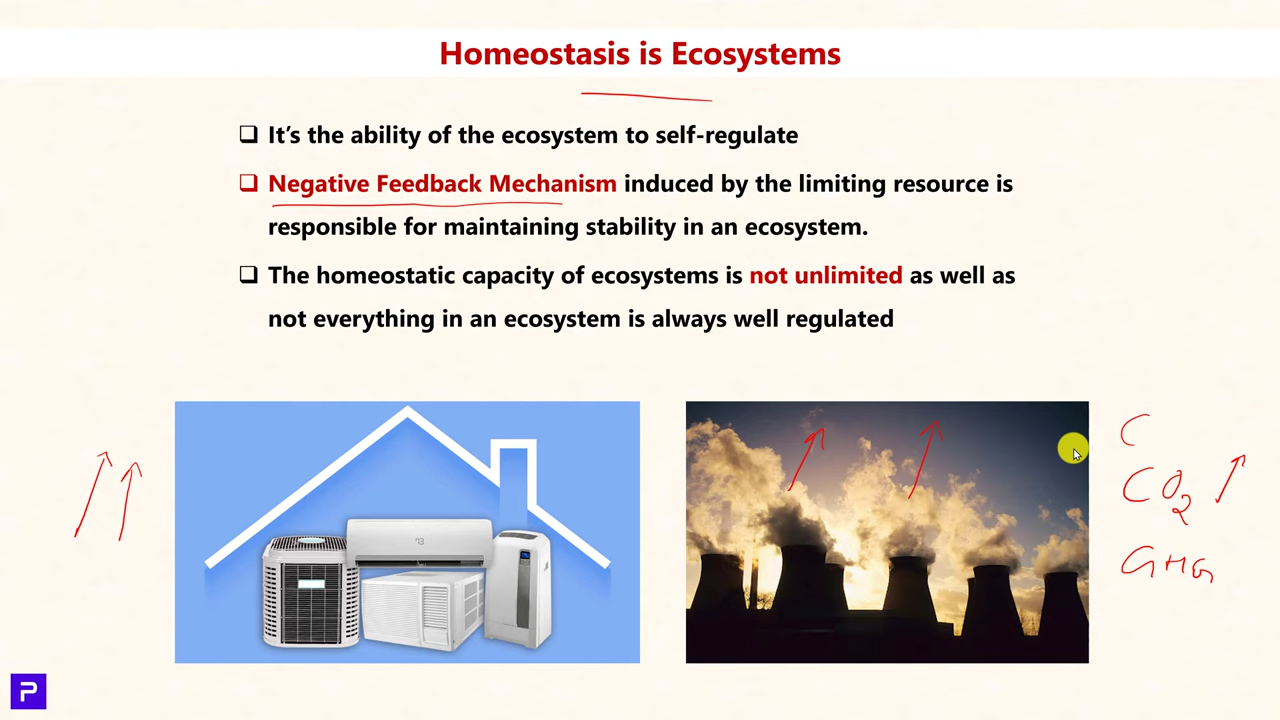 Homeostasis is Ecosystems
❑ It’s the ability of the ecosystem to self-regulate
❑ Negative Feedback Mechanism induced by the limiting resource is
responsible for maintaining stability in an ecosystem.
❑ The homeostatic capacity of ecosystems is not unlimited as well as
not everything in an ecosystem is always well regulated
C
CO2
GHG
P